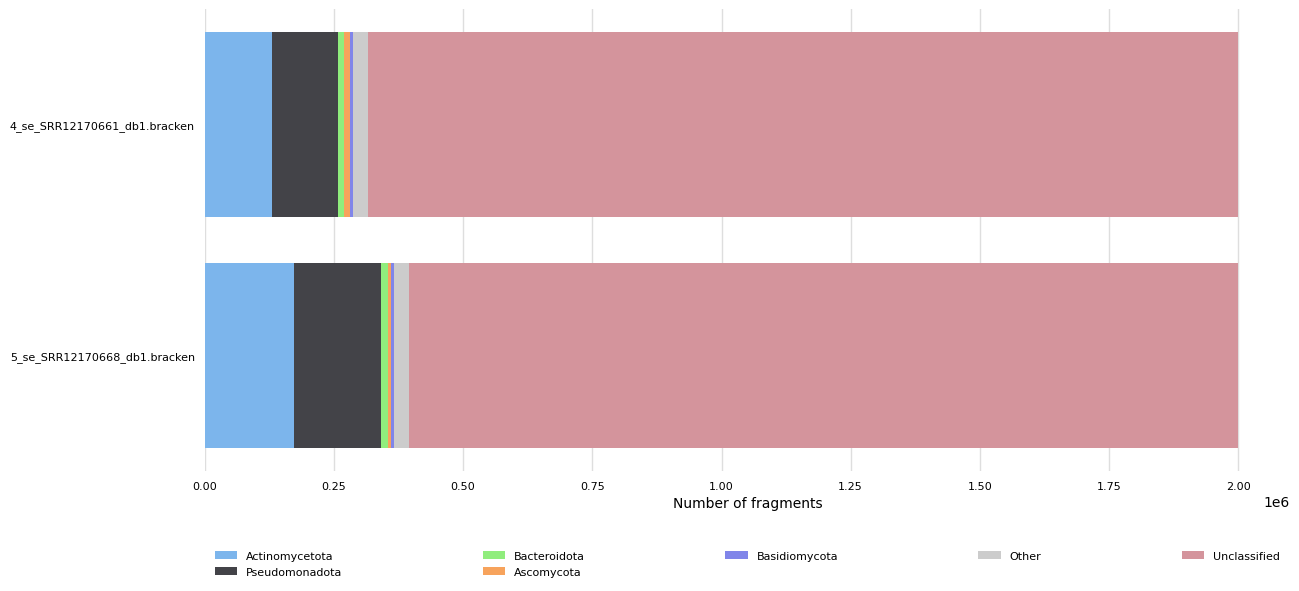 4_se_SRR12170661_db1.bracken
5_se_SRR12170668_db1.bracken
0.00 0.25 0.50 0.75 1.00 1.25 1.50 1.75 2.00
Number of fragments
1e6
Actinomycetota Bacteroidota Basidiomycota Other Unclassified
Pseudomonadota Ascomycota